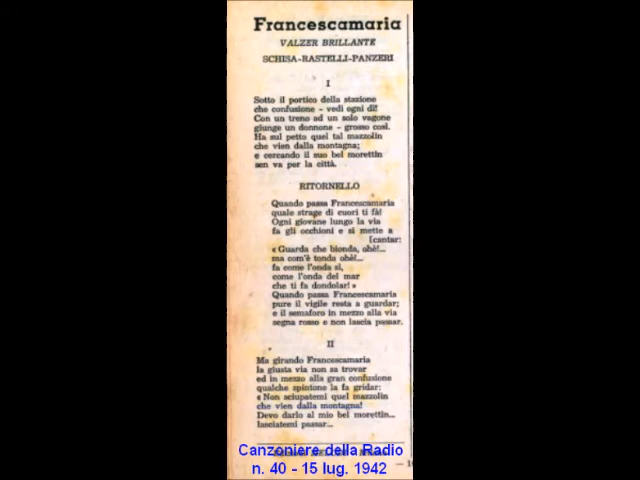 Francescamaria
VALZER BRILLANTE
SCHISA-RASTELLI-PANZERI
I
Sotto il portico della stazione
che confusione - vedi ogni dì!
Con un treno ad un solo vagone
giunge un donnone - grosso così.
Ha sul petto quel tal mazzolin
che vien dalla montagna;
e cercando il suo bel morettin
sen va per la città.
RITORNELLO
Quando passa Francescamaria
quale strage di cuori ti fà!
Ogni giovane lungo la via
fa gli occhioni e si mette a
[cantar:
« Guarda che bionda, ohè!...
ma com'è tonda ohè!...
fa come l'onda si,
come l'onda del mar
che ti fa dondolar! »
Quando passa Francescamaria
pure il vigile resta a guardar;
e il semaforo in mezzo alla via
segna rosso e non lascia passar.
II
Ma girando Francescamaria
la giusta via non sa trovar
ed in mezzo alla gran confusione
qualche spintone la fa gridar:
« Non sciupatemi quel mazzolin
che vien dalla montagna!
Devo darlo al mio bel morettin...
lasciatemi passar...
Canzoniere della Radio
n. 40 - 15 lug. 1942